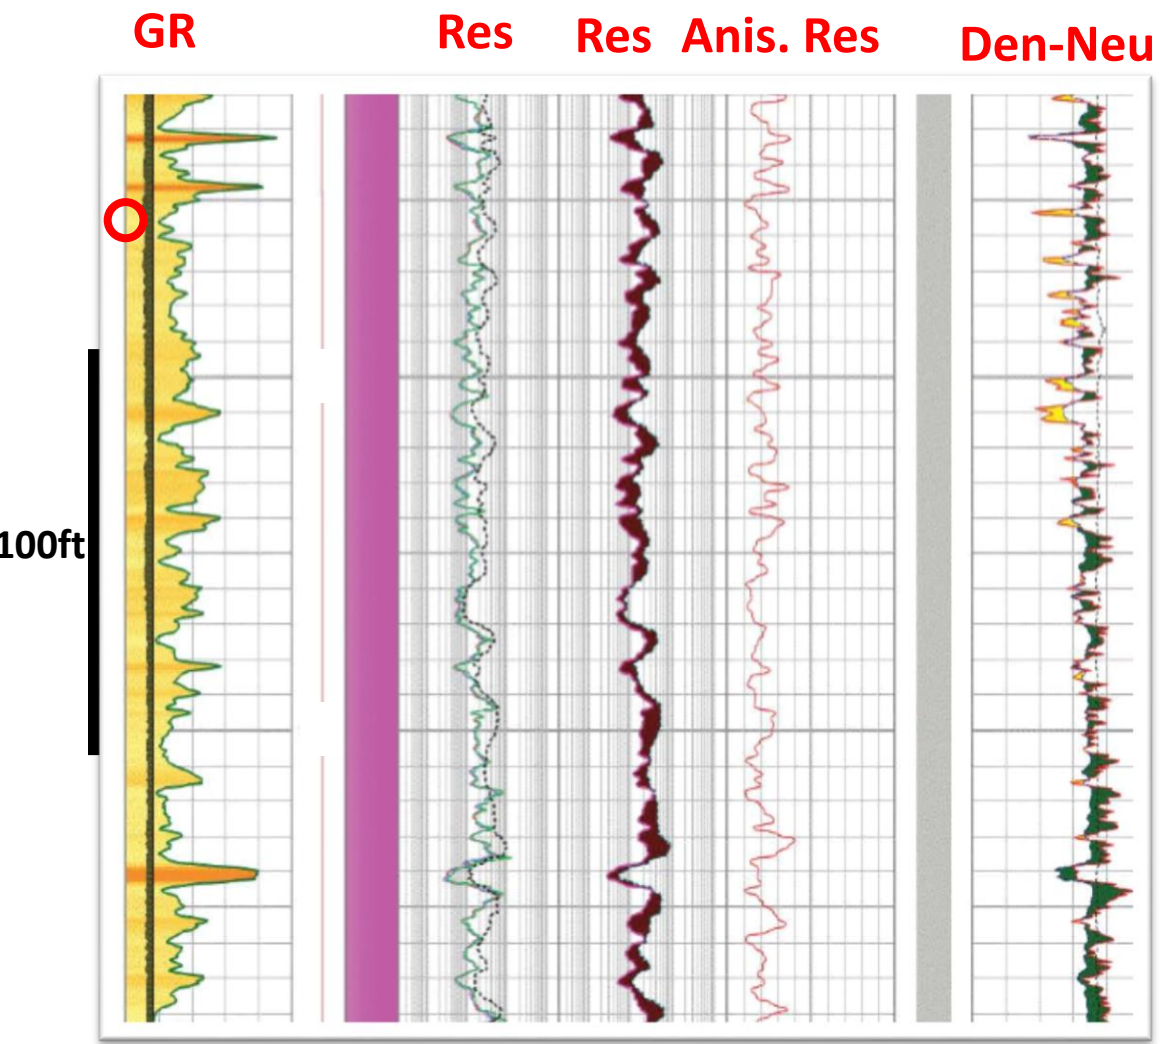 GR
Res
Res
Anis. Res
Den-Neu
100ft